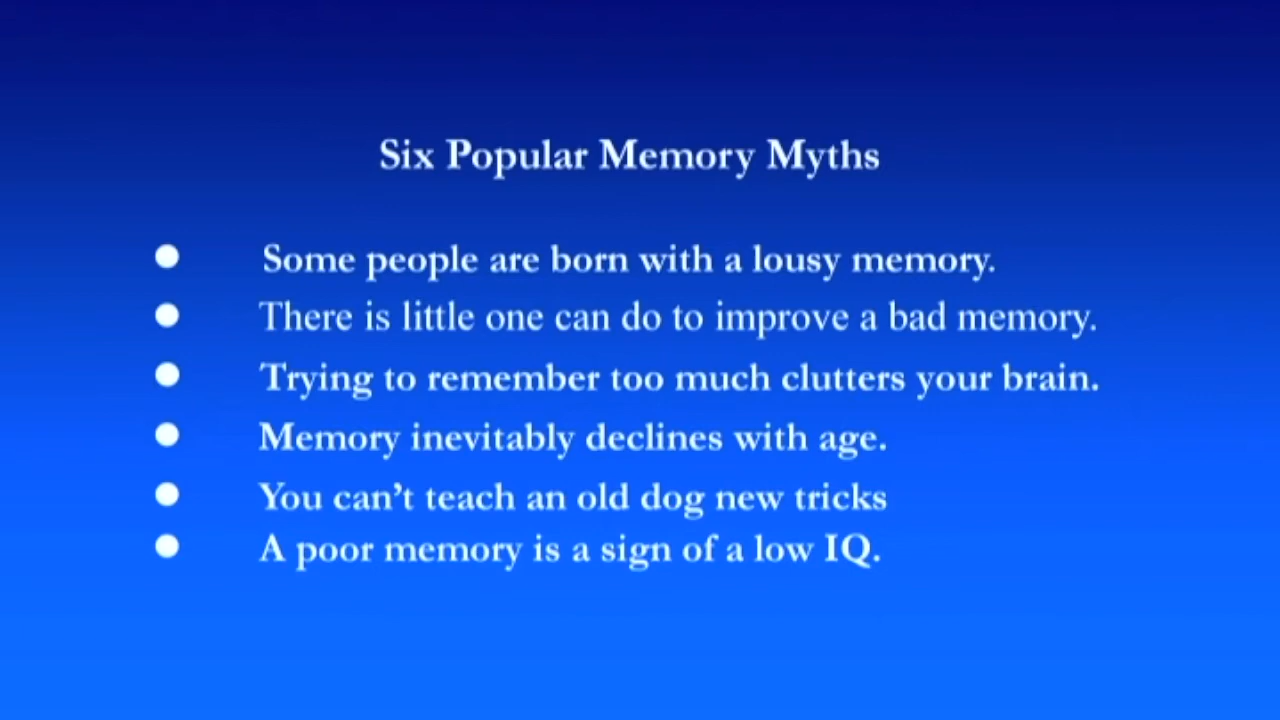 Six Popular Memory Myths
● Some people are born with a lousy memory.
● There is little one can do to improve a bad memory.
● Trying to remember too much clutters your brain.
● Memory inevitably declines with age.
● You can’t teach an old dog new tricks
● A poor memory is a sign of a low IQ.